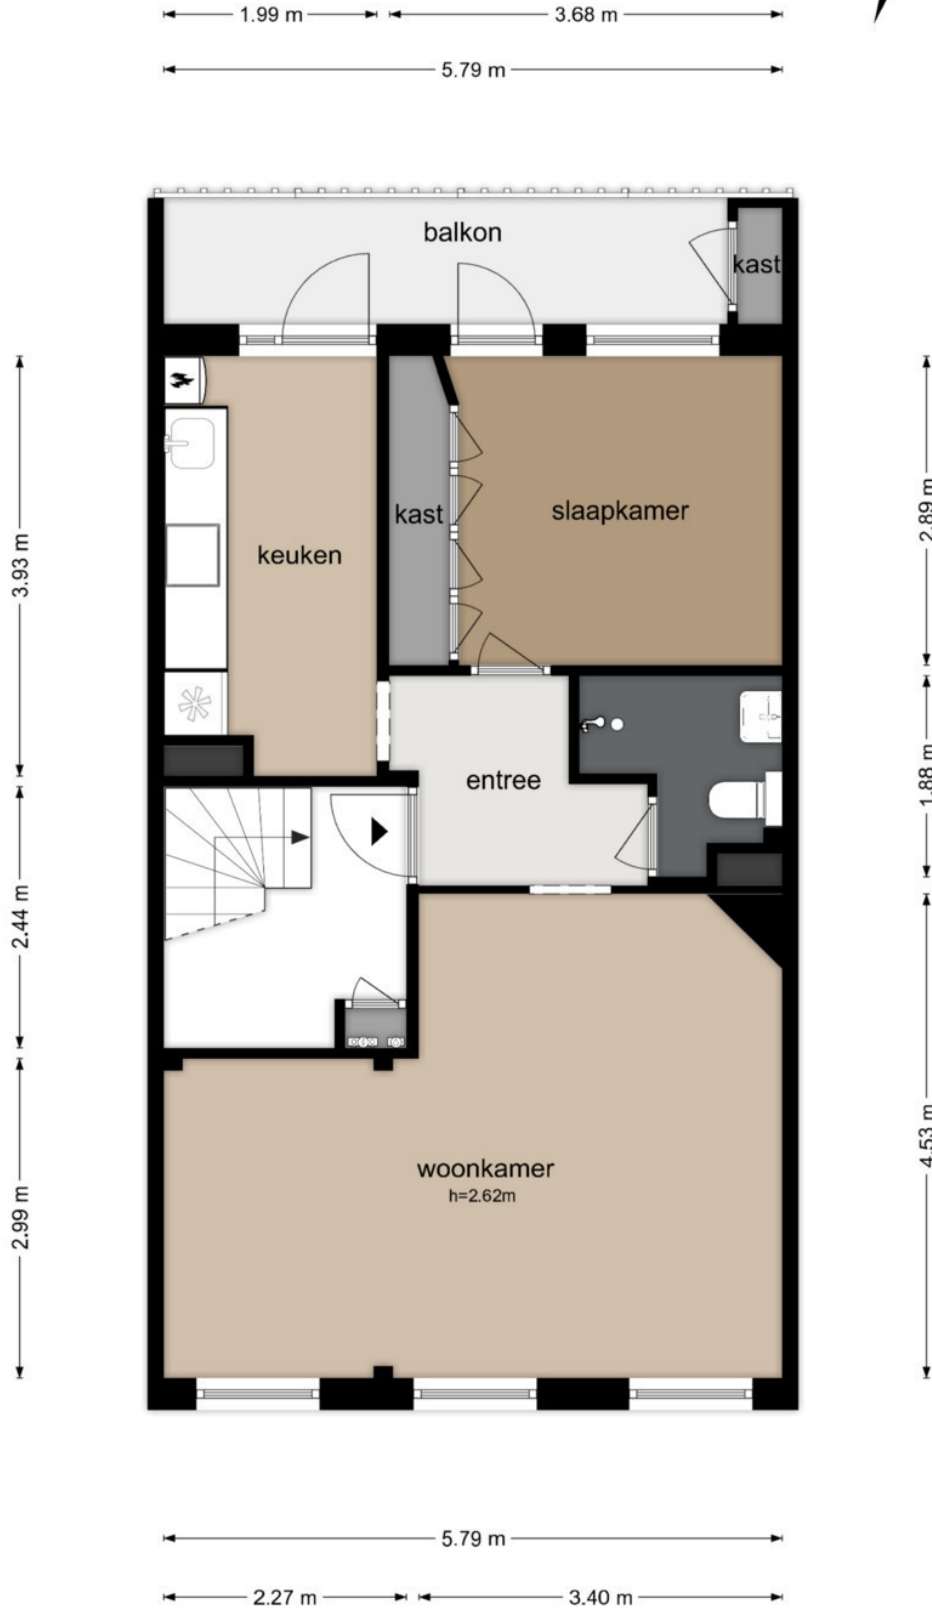 1.99 m
3.68 m
5.79 m
balkon
kast
3.93 m
2.89 m
kast
slaapkamer
keuken
entree
1.88 m
2.44 m
2.99 m
4.53 m
woonkamer
h=2.62m
5.79 m
2.27 m
3.40 m